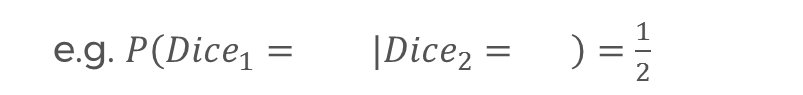 e.g. P(Dice₁ = |Dice₂ = ) = 1/2